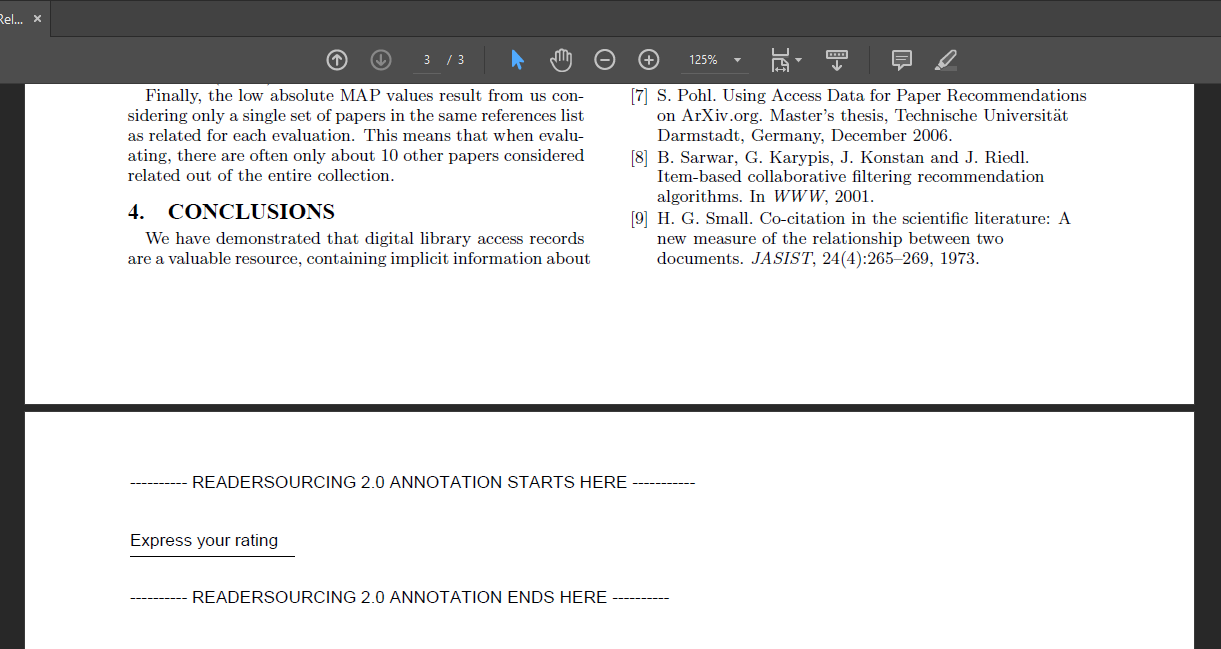 Rel... ×
3 / 3
125%
Finally, the low absolute MAP values result from us con-
sidering only a single set of papers in the same references list
as related for each evaluation. This means that when evalu-
ating, there are often only about 10 other papers considered
related out of the entire collection.
4. CONCLUSIONS
We have demonstrated that digital library access records
are a valuable resource, containing implicit information about
[7] S. Pohl. Using Access Data for Paper Recommendations
on ArXiv.org. Master's thesis, Technische Universität
Darmstadt, Germany, December 2006.
[8] B. Sarwar, G. Karypis, J. Konstan and J. Riedl.
Item-based collaborative filtering recommendation
algorithms. In WWW, 2001.
[9] H. G. Small. Co-citation in the scientific literature: A
new measure of the relationship between two
documents. JASIST, 24(4):265–269, 1973.
---------- READERSOURCING 2.0 ANNOTATION STARTS HERE -----------
Express your rating
---------- READERSOURCING 2.0 ANNOTATION ENDS HERE ----------